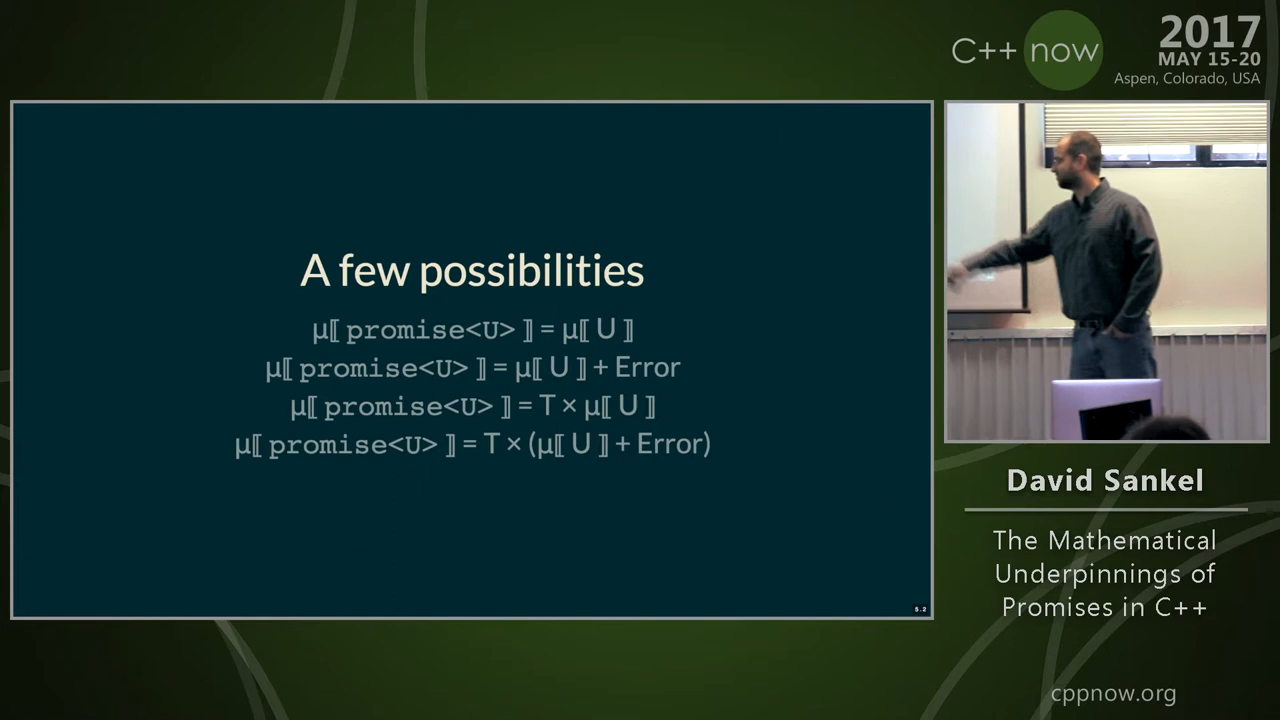 C++ now
2017
MAY 15-20
Aspen, Colorado, USA
A few possibilities
µ⟦ promise<U> ⟧ = µ⟦ U ⟧
µ⟦ promise<U> ⟧ = µ⟦ U ⟧ + Error
µ⟦ promise<U> ⟧ = T × µ⟦ U ⟧
µ⟦ promise<U> ⟧ = T × (µ⟦ U ⟧ + Error)
5.2
David Sankel
The Mathematical
Underpinnings of
Promises in C++
cppnow.org